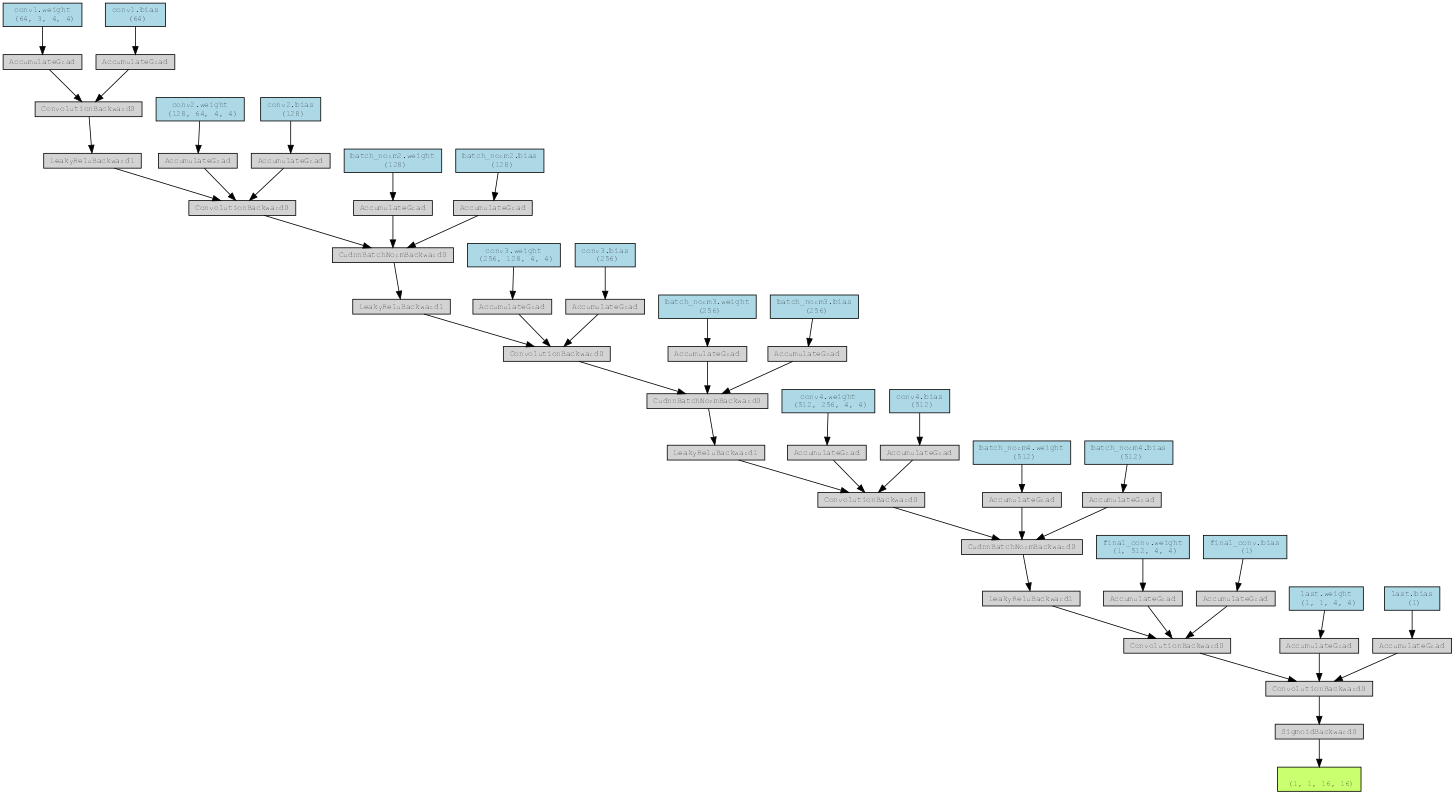 conv1.weight
(64, 3, 4, 4)
conv1.bias
(64)
AccumulateGrad
AccumulateGrad
ConvolutionBackward0
conv2.weight
(128, 64, 4, 4)
conv2.bias
(128)
LeakyReluBackward1
AccumulateGrad
AccumulateGrad
batch_norm2.weight
(128)
batch_norm2.bias
(128)
ConvolutionBackward0
AccumulateGrad
AccumulateGrad
CudnnBatchNormBackward0
conv3.weight
(256, 128, 4, 4)
conv3.bias
(256)
LeakyReluBackward1
AccumulateGrad
AccumulateGrad
batch_norm3.weight
(256)
batch_norm3.bias
(256)
ConvolutionBackward0
AccumulateGrad
AccumulateGrad
CudnnBatchNormBackward0
conv4.weight
(512, 256, 4, 4)
conv4.bias
(512)
LeakyReluBackward1
AccumulateGrad
AccumulateGrad
batch_norm4.weight
(512)
batch_norm4.bias
(512)
ConvolutionBackward0
AccumulateGrad
AccumulateGrad
CudnnBatchNormBackward0
final_conv.weight
(1, 512, 4, 4)
final_conv.bias
(1)
LeakyReluBackward1
AccumulateGrad
AccumulateGrad
last.weight
(1, 1, 4, 4)
last.bias
(1)
ConvolutionBackward0
AccumulateGrad
AccumulateGrad
ConvolutionBackward0
SigmoidBackward0
(1, 1, 16, 16)